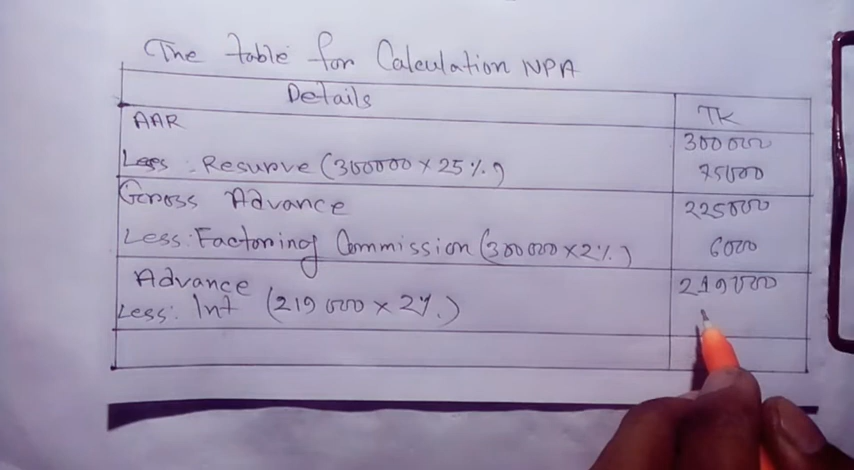 The table for Calculation NPA
Details TK
AAR 300000
Less : Resurve (300000 × 25%) 75000
Gross Advance 225000
Less: Factoring Commission (300000 × 2%) 6000
Advance 219000
Less: Int (219000 × 2%)